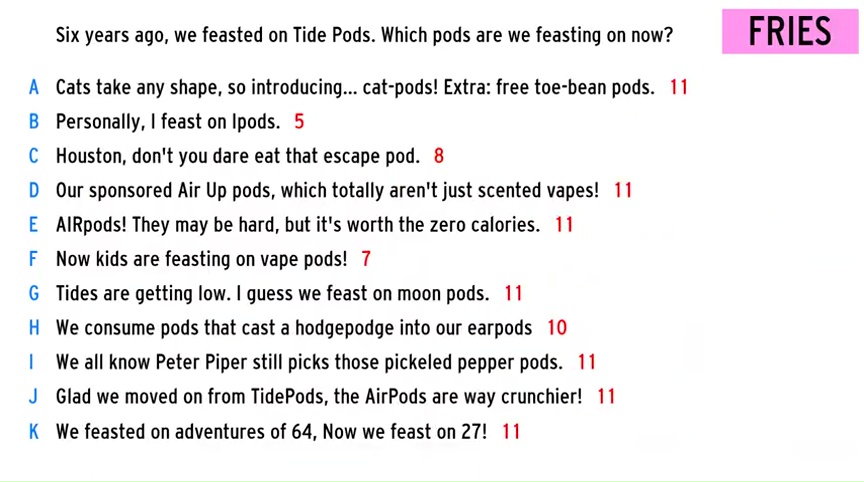 Six years ago, we feasted on Tide Pods. Which pods are we feasting on now?
FRIES
A Cats take any shape, so introducing... cat-pods! Extra: free toe-bean pods. 11
B Personally, I feast on Ipods. 5
C Houston, don't you dare eat that escape pod. 8
D Our sponsored Air Up pods, which totally aren't just scented vapes! 11
E AIRpods! They may be hard, but it's worth the zero calories. 11
F Now kids are feasting on vape pods! 7
G Tides are getting low. I guess we feast on moon pods. 11
H We consume pods that cast a hodgepodge into our earpods 10
I We all know Peter Piper still picks those pickeled pepper pods. 11
J Glad we moved on from TidePods, the AirPods are way crunchier! 11
K We feasted on adventures of 64, Now we feast on 27! 11